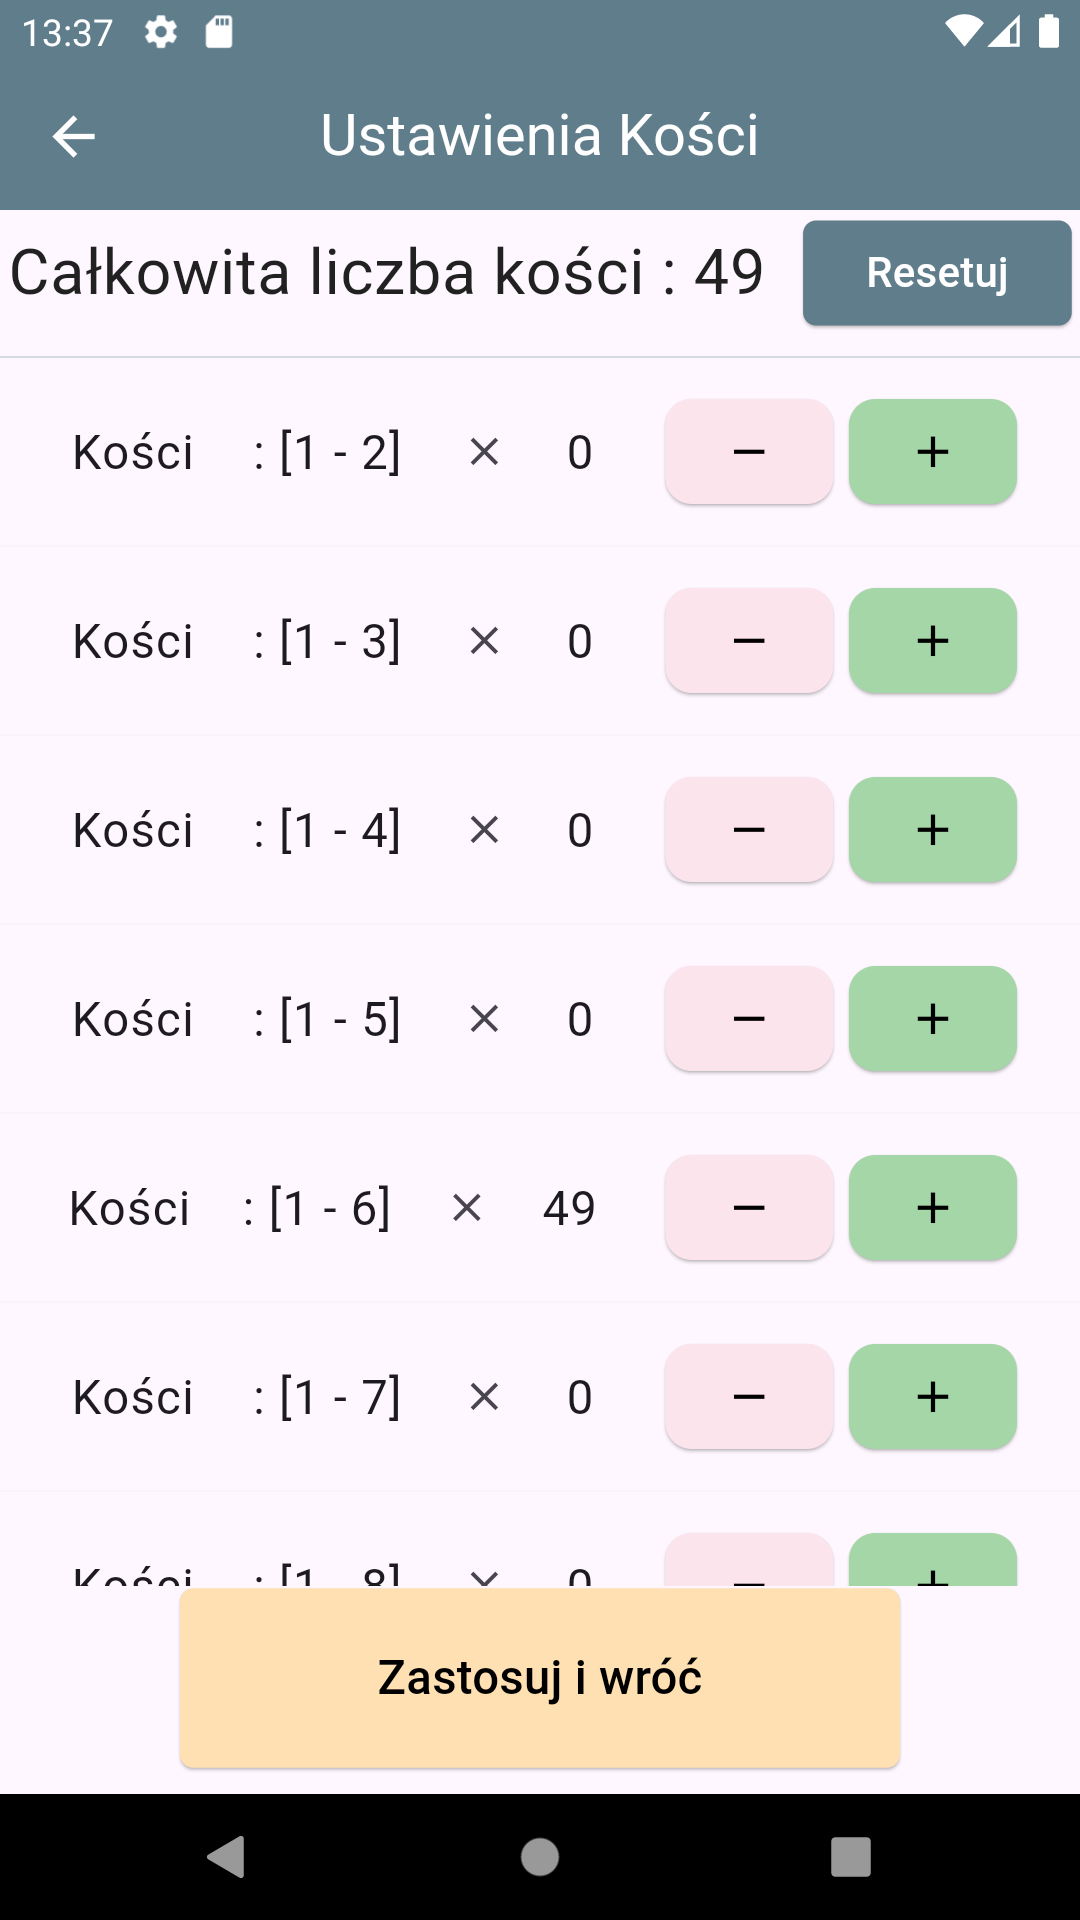 13:37
Ustawienia Kości
Całkowita liczba kości : 49 Resetuj
Kości : [1 - 2] × 0 − +
Kości : [1 - 3] × 0 − +
Kości : [1 - 4] × 0 − +
Kości : [1 - 5] × 0 − +
Kości : [1 - 6] × 49 − +
Kości : [1 - 7] × 0 − +
Kości : [1 - 8] × 0 − +
Zastosuj i wróć